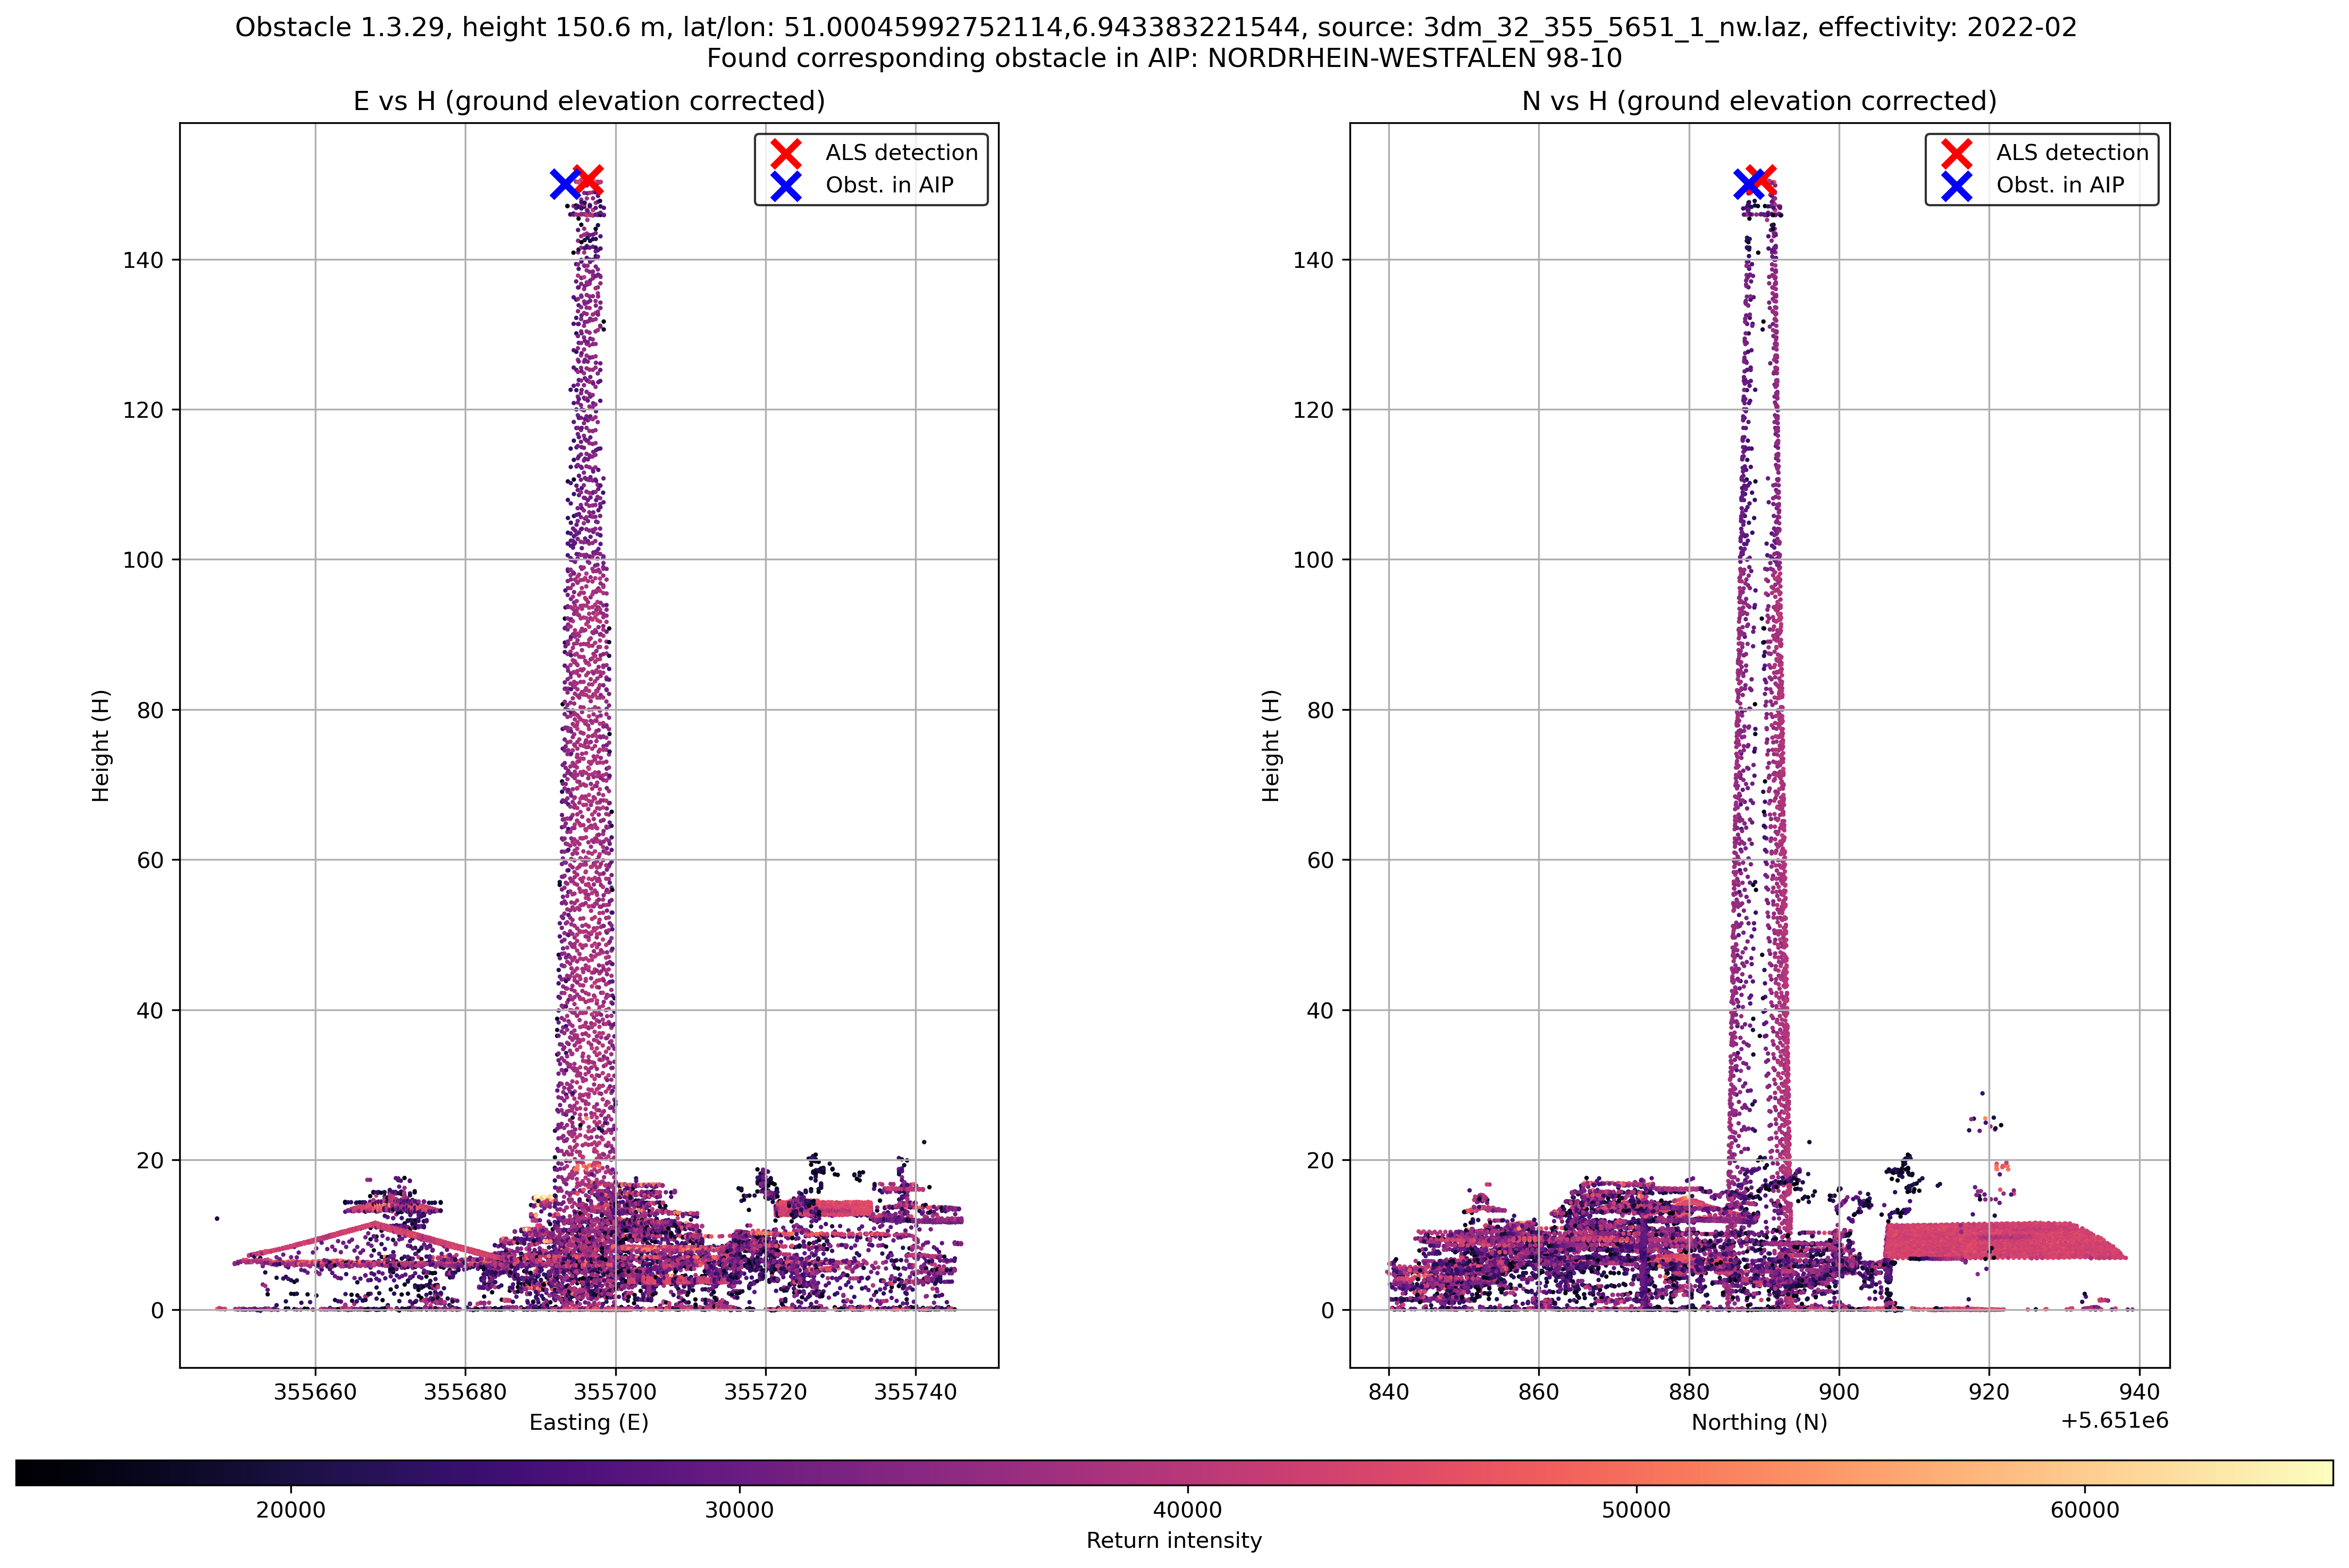 Obstacle 1.3.29, height 150.6 m, lat/lon: 51.00045992752114,6.943383221544, source: 3dm_32_355_5651_1_nw.laz, effectivity: 2022-02
Found corresponding obstacle in AIP: NORDRHEIN-WESTFALEN 98-10
E vs H (ground elevation corrected)
ALS detection
Obst. in AIP
140
120
100
80
60
40
20
0
Height (H)
355660 355680 355700 355720 355740
Easting (E)
N vs H (ground elevation corrected)
ALS detection
Obst. in AIP
140
120
100
80
60
40
20
0
Height (H)
840 860 880 900 920 940
Northing (N)
+5.651e6
20000 30000 40000 50000 60000
Return intensity